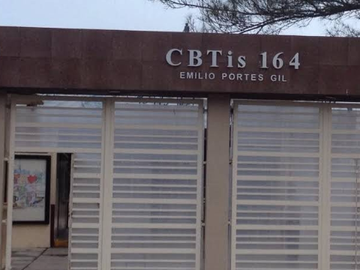 CBTis 164
EMILIO PORTES GIL